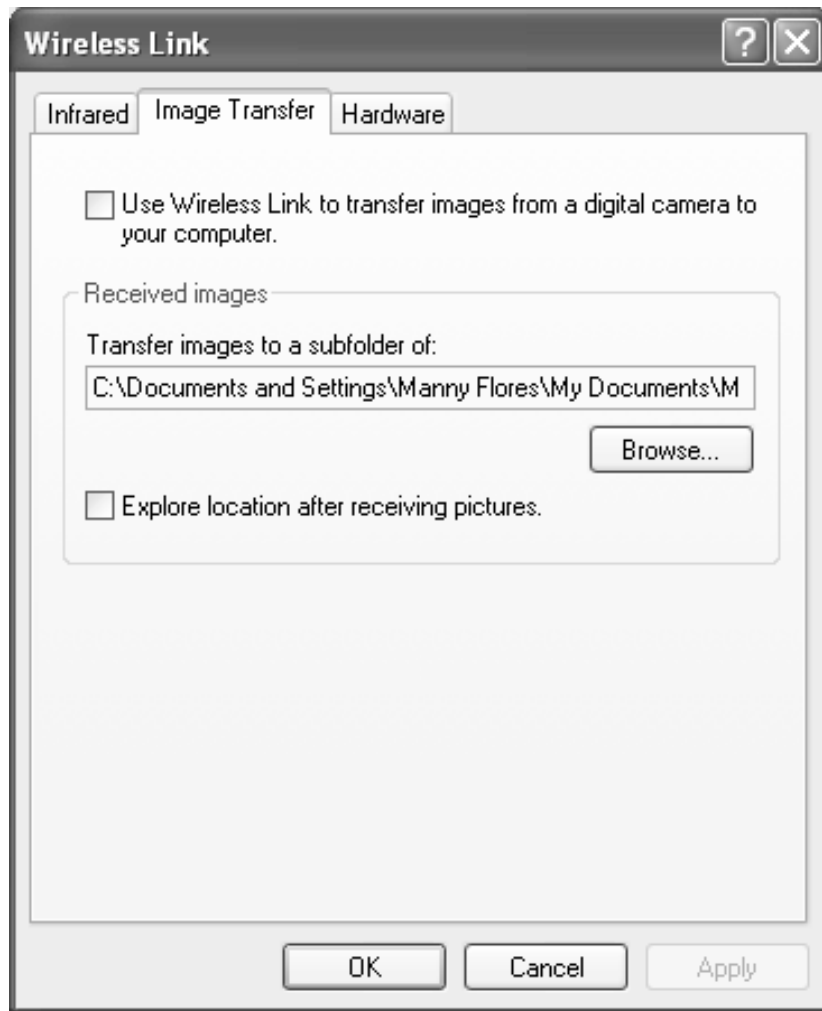 Wireless Link
Infrared
Image Transfer
Hardware
Use Wireless Link to transfer images from a digital camera to
your computer.
Received images
Transfer images to a subfolder of:
C:\Documents and Settings\Manny Flores\My Documents\M
Browse...
Explore location after receiving pictures.
OK
Cancel
Apply